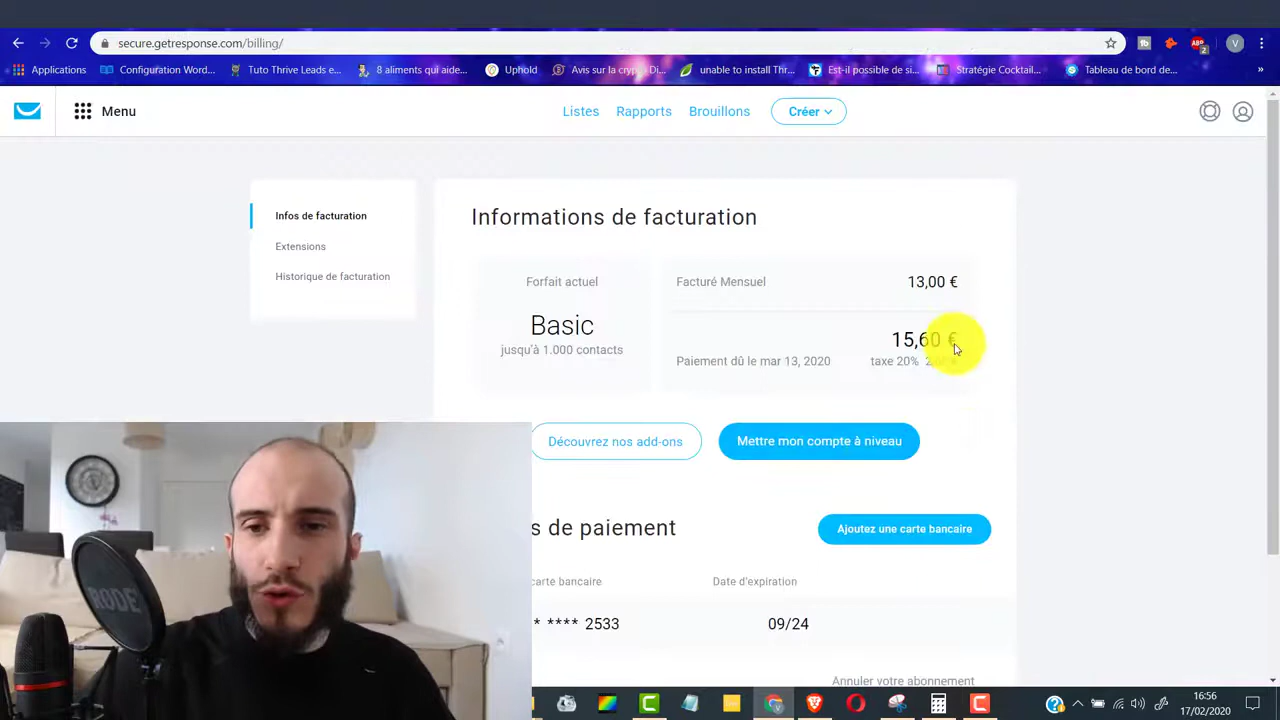 secure.getresponse.com/billing/
Applications Configuration Word... Tuto Thrive Leads e... 8 aliments qui aide... Uphold Avis sur la crypto Di... unable to install Thr... Est-il possible de si... Stratégie Cocktail... Tableau de bord de... »
Menu Listes Rapports Brouillons Créer
Infos de facturation
Extensions
Historique de facturation
Informations de facturation
Forfait actuel
Basic
jusqu'à 1.000 contacts
Facturé Mensuel 13,00 €
15,60 €
Paiement dû le mar 13, 2020 taxe 20%
Découvrez nos add-ons Mettre mon compte à niveau
s de paiement Ajoutez une carte bancaire
carte bancaire Date d'expiration
* **** 2533 09/24
Annuler votre abonnement
RODE
16:56
17/02/2020